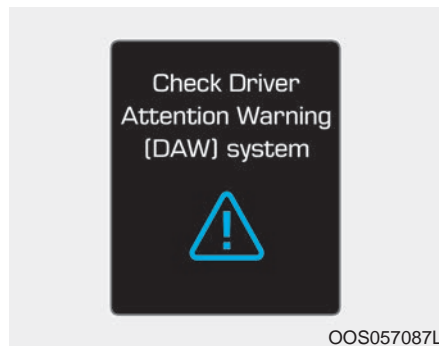 Check Driver
Attention Warning
(DAW) system
OOS057087L